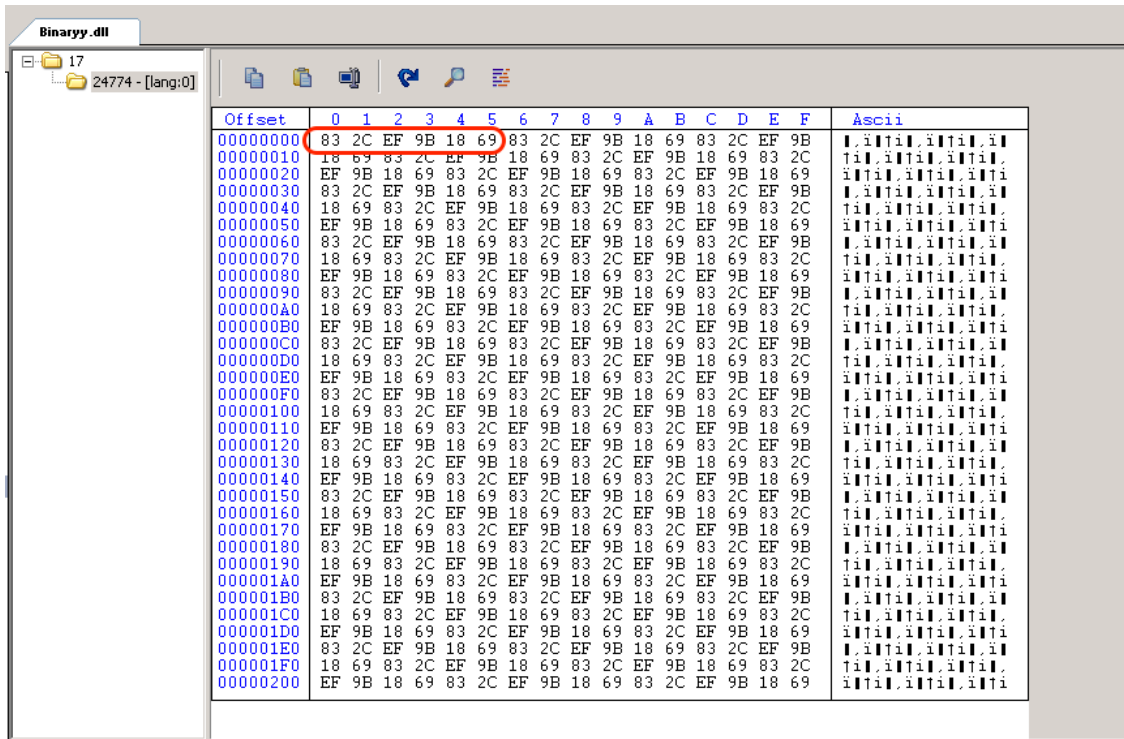 Binaryy.dll
17
24774 - [lang:0]
Offset 0 1 2 3 4 5 6 7 8 9 A B C D E F Ascii
00000000 83 2C EF 9B 18 69 83 2C EF 9B 18 69 83 2C EF 9B ▮,ï▮↑i▮,ï▮↑i▮,ï▮
00000010 18 69 83 2C EF 9B 18 69 83 2C EF 9B 18 69 83 2C ↑i▮,ï▮↑i▮,ï▮↑i▮,
00000020 EF 9B 18 69 83 2C EF 9B 18 69 83 2C EF 9B 18 69 ï▮↑i▮,ï▮↑i▮,ï▮↑i
00000030 83 2C EF 9B 18 69 83 2C EF 9B 18 69 83 2C EF 9B ▮,ï▮↑i▮,ï▮↑i▮,ï▮
00000040 18 69 83 2C EF 9B 18 69 83 2C EF 9B 18 69 83 2C ↑i▮,ï▮↑i▮,ï▮↑i▮,
00000050 EF 9B 18 69 83 2C EF 9B 18 69 83 2C EF 9B 18 69 ï▮↑i▮,ï▮↑i▮,ï▮↑i
00000060 83 2C EF 9B 18 69 83 2C EF 9B 18 69 83 2C EF 9B ▮,ï▮↑i▮,ï▮↑i▮,ï▮
00000070 18 69 83 2C EF 9B 18 69 83 2C EF 9B 18 69 83 2C ↑i▮,ï▮↑i▮,ï▮↑i▮,
00000080 EF 9B 18 69 83 2C EF 9B 18 69 83 2C EF 9B 18 69 ï▮↑i▮,ï▮↑i▮,ï▮↑i
00000090 83 2C EF 9B 18 69 83 2C EF 9B 18 69 83 2C EF 9B ▮,ï▮↑i▮,ï▮↑i▮,ï▮
000000A0 18 69 83 2C EF 9B 18 69 83 2C EF 9B 18 69 83 2C ↑i▮,ï▮↑i▮,ï▮↑i▮,
000000B0 EF 9B 18 69 83 2C EF 9B 18 69 83 2C EF 9B 18 69 ï▮↑i▮,ï▮↑i▮,ï▮↑i
000000C0 83 2C EF 9B 18 69 83 2C EF 9B 18 69 83 2C EF 9B ▮,ï▮↑i▮,ï▮↑i▮,ï▮
000000D0 18 69 83 2C EF 9B 18 69 83 2C EF 9B 18 69 83 2C ↑i▮,ï▮↑i▮,ï▮↑i▮,
000000E0 EF 9B 18 69 83 2C EF 9B 18 69 83 2C EF 9B 18 69 ï▮↑i▮,ï▮↑i▮,ï▮↑i
000000F0 83 2C EF 9B 18 69 83 2C EF 9B 18 69 83 2C EF 9B ▮,ï▮↑i▮,ï▮↑i▮,ï▮
00000100 18 69 83 2C EF 9B 18 69 83 2C EF 9B 18 69 83 2C ↑i▮,ï▮↑i▮,ï▮↑i▮,
00000110 EF 9B 18 69 83 2C EF 9B 18 69 83 2C EF 9B 18 69 ï▮↑i▮,ï▮↑i▮,ï▮↑i
00000120 83 2C EF 9B 18 69 83 2C EF 9B 18 69 83 2C EF 9B ▮,ï▮↑i▮,ï▮↑i▮,ï▮
00000130 18 69 83 2C EF 9B 18 69 83 2C EF 9B 18 69 83 2C ↑i▮,ï▮↑i▮,ï▮↑i▮,
00000140 EF 9B 18 69 83 2C EF 9B 18 69 83 2C EF 9B 18 69 ï▮↑i▮,ï▮↑i▮,ï▮↑i
00000150 83 2C EF 9B 18 69 83 2C EF 9B 18 69 83 2C EF 9B ▮,ï▮↑i▮,ï▮↑i▮,ï▮
00000160 18 69 83 2C EF 9B 18 69 83 2C EF 9B 18 69 83 2C ↑i▮,ï▮↑i▮,ï▮↑i▮,
00000170 EF 9B 18 69 83 2C EF 9B 18 69 83 2C EF 9B 18 69 ï▮↑i▮,ï▮↑i▮,ï▮↑i
00000180 83 2C EF 9B 18 69 83 2C EF 9B 18 69 83 2C EF 9B ▮,ï▮↑i▮,ï▮↑i▮,ï▮
00000190 18 69 83 2C EF 9B 18 69 83 2C EF 9B 18 69 83 2C ↑i▮,ï▮↑i▮,ï▮↑i▮,
000001A0 EF 9B 18 69 83 2C EF 9B 18 69 83 2C EF 9B 18 69 ï▮↑i▮,ï▮↑i▮,ï▮↑i
000001B0 83 2C EF 9B 18 69 83 2C EF 9B 18 69 83 2C EF 9B ▮,ï▮↑i▮,ï▮↑i▮,ï▮
000001C0 18 69 83 2C EF 9B 18 69 83 2C EF 9B 18 69 83 2C ↑i▮,ï▮↑i▮,ï▮↑i▮,
000001D0 EF 9B 18 69 83 2C EF 9B 18 69 83 2C EF 9B 18 69 ï▮↑i▮,ï▮↑i▮,ï▮↑i
000001E0 83 2C EF 9B 18 69 83 2C EF 9B 18 69 83 2C EF 9B ▮,ï▮↑i▮,ï▮↑i▮,ï▮
000001F0 18 69 83 2C EF 9B 18 69 83 2C EF 9B 18 69 83 2C ↑i▮,ï▮↑i▮,ï▮↑i▮,
00000200 EF 9B 18 69 83 2C EF 9B 18 69 83 2C EF 9B 18 69 ï▮↑i▮,ï▮↑i▮,ï▮↑i